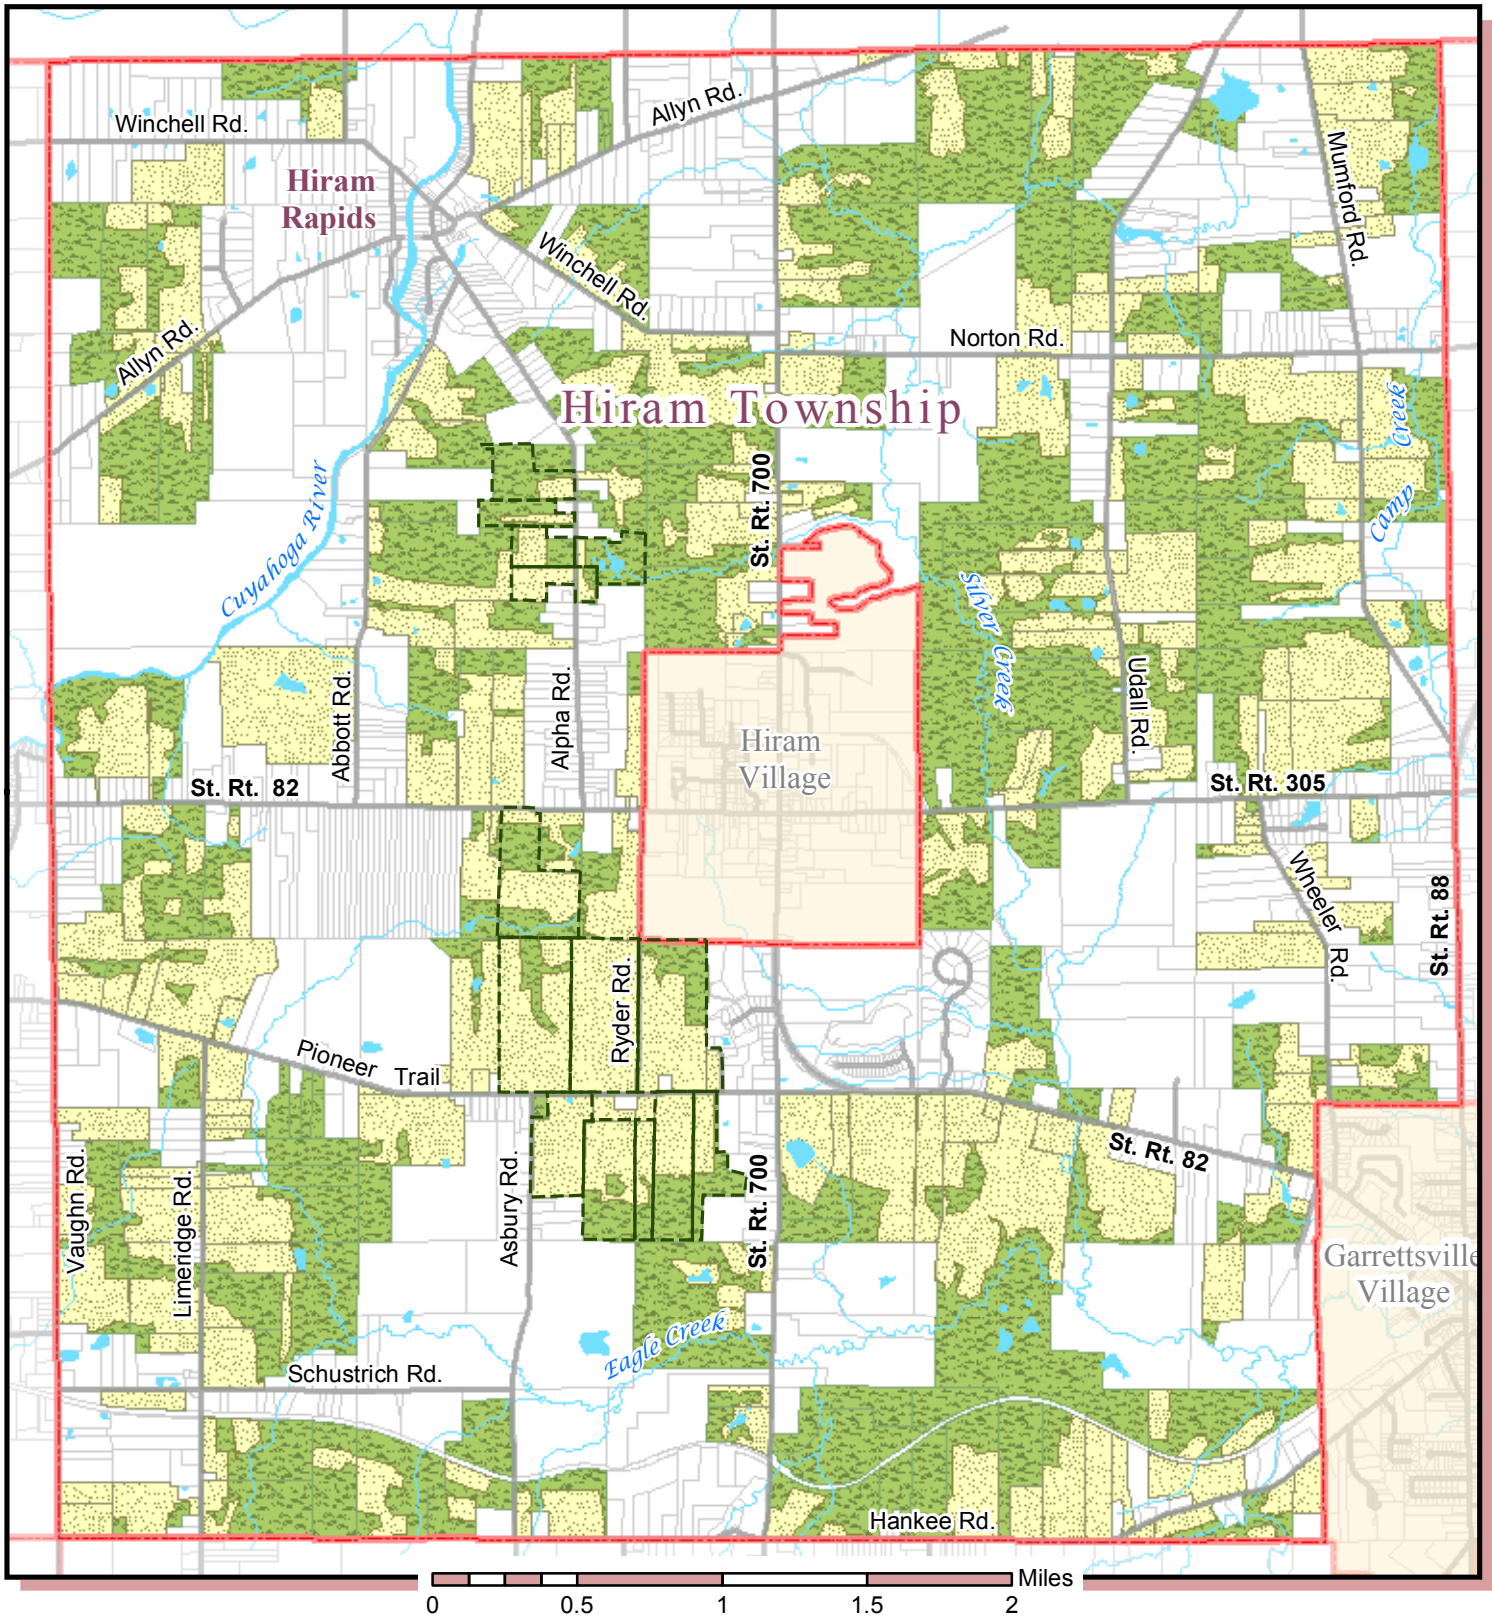 Allyn Rd.
Winchell Rd.
Mumford Rd.
Hiram
Rapids
Winchell Rd.
Allyn Rd.
Norton Rd.
Hiram Township
Creek
Camp
St. Rt. 700
Cuyahoga River
Silver Creek
Abbott Rd.
Alpha Rd.
Udall Rd.
Hiram
Village
St. Rt. 82
St. Rt. 305
Wheeler Rd.
St. Rt. 88
Ryder Rd.
Pioneer Trail
St. Rt. 82
Vaughn Rd.
Limeridge Rd.
Asbury Rd.
St. Rt. 700
Garrettsville
Village
Eagle Creek
Schustrich Rd.
Hankee Rd.
Miles
0 0.5 1 1.5 2